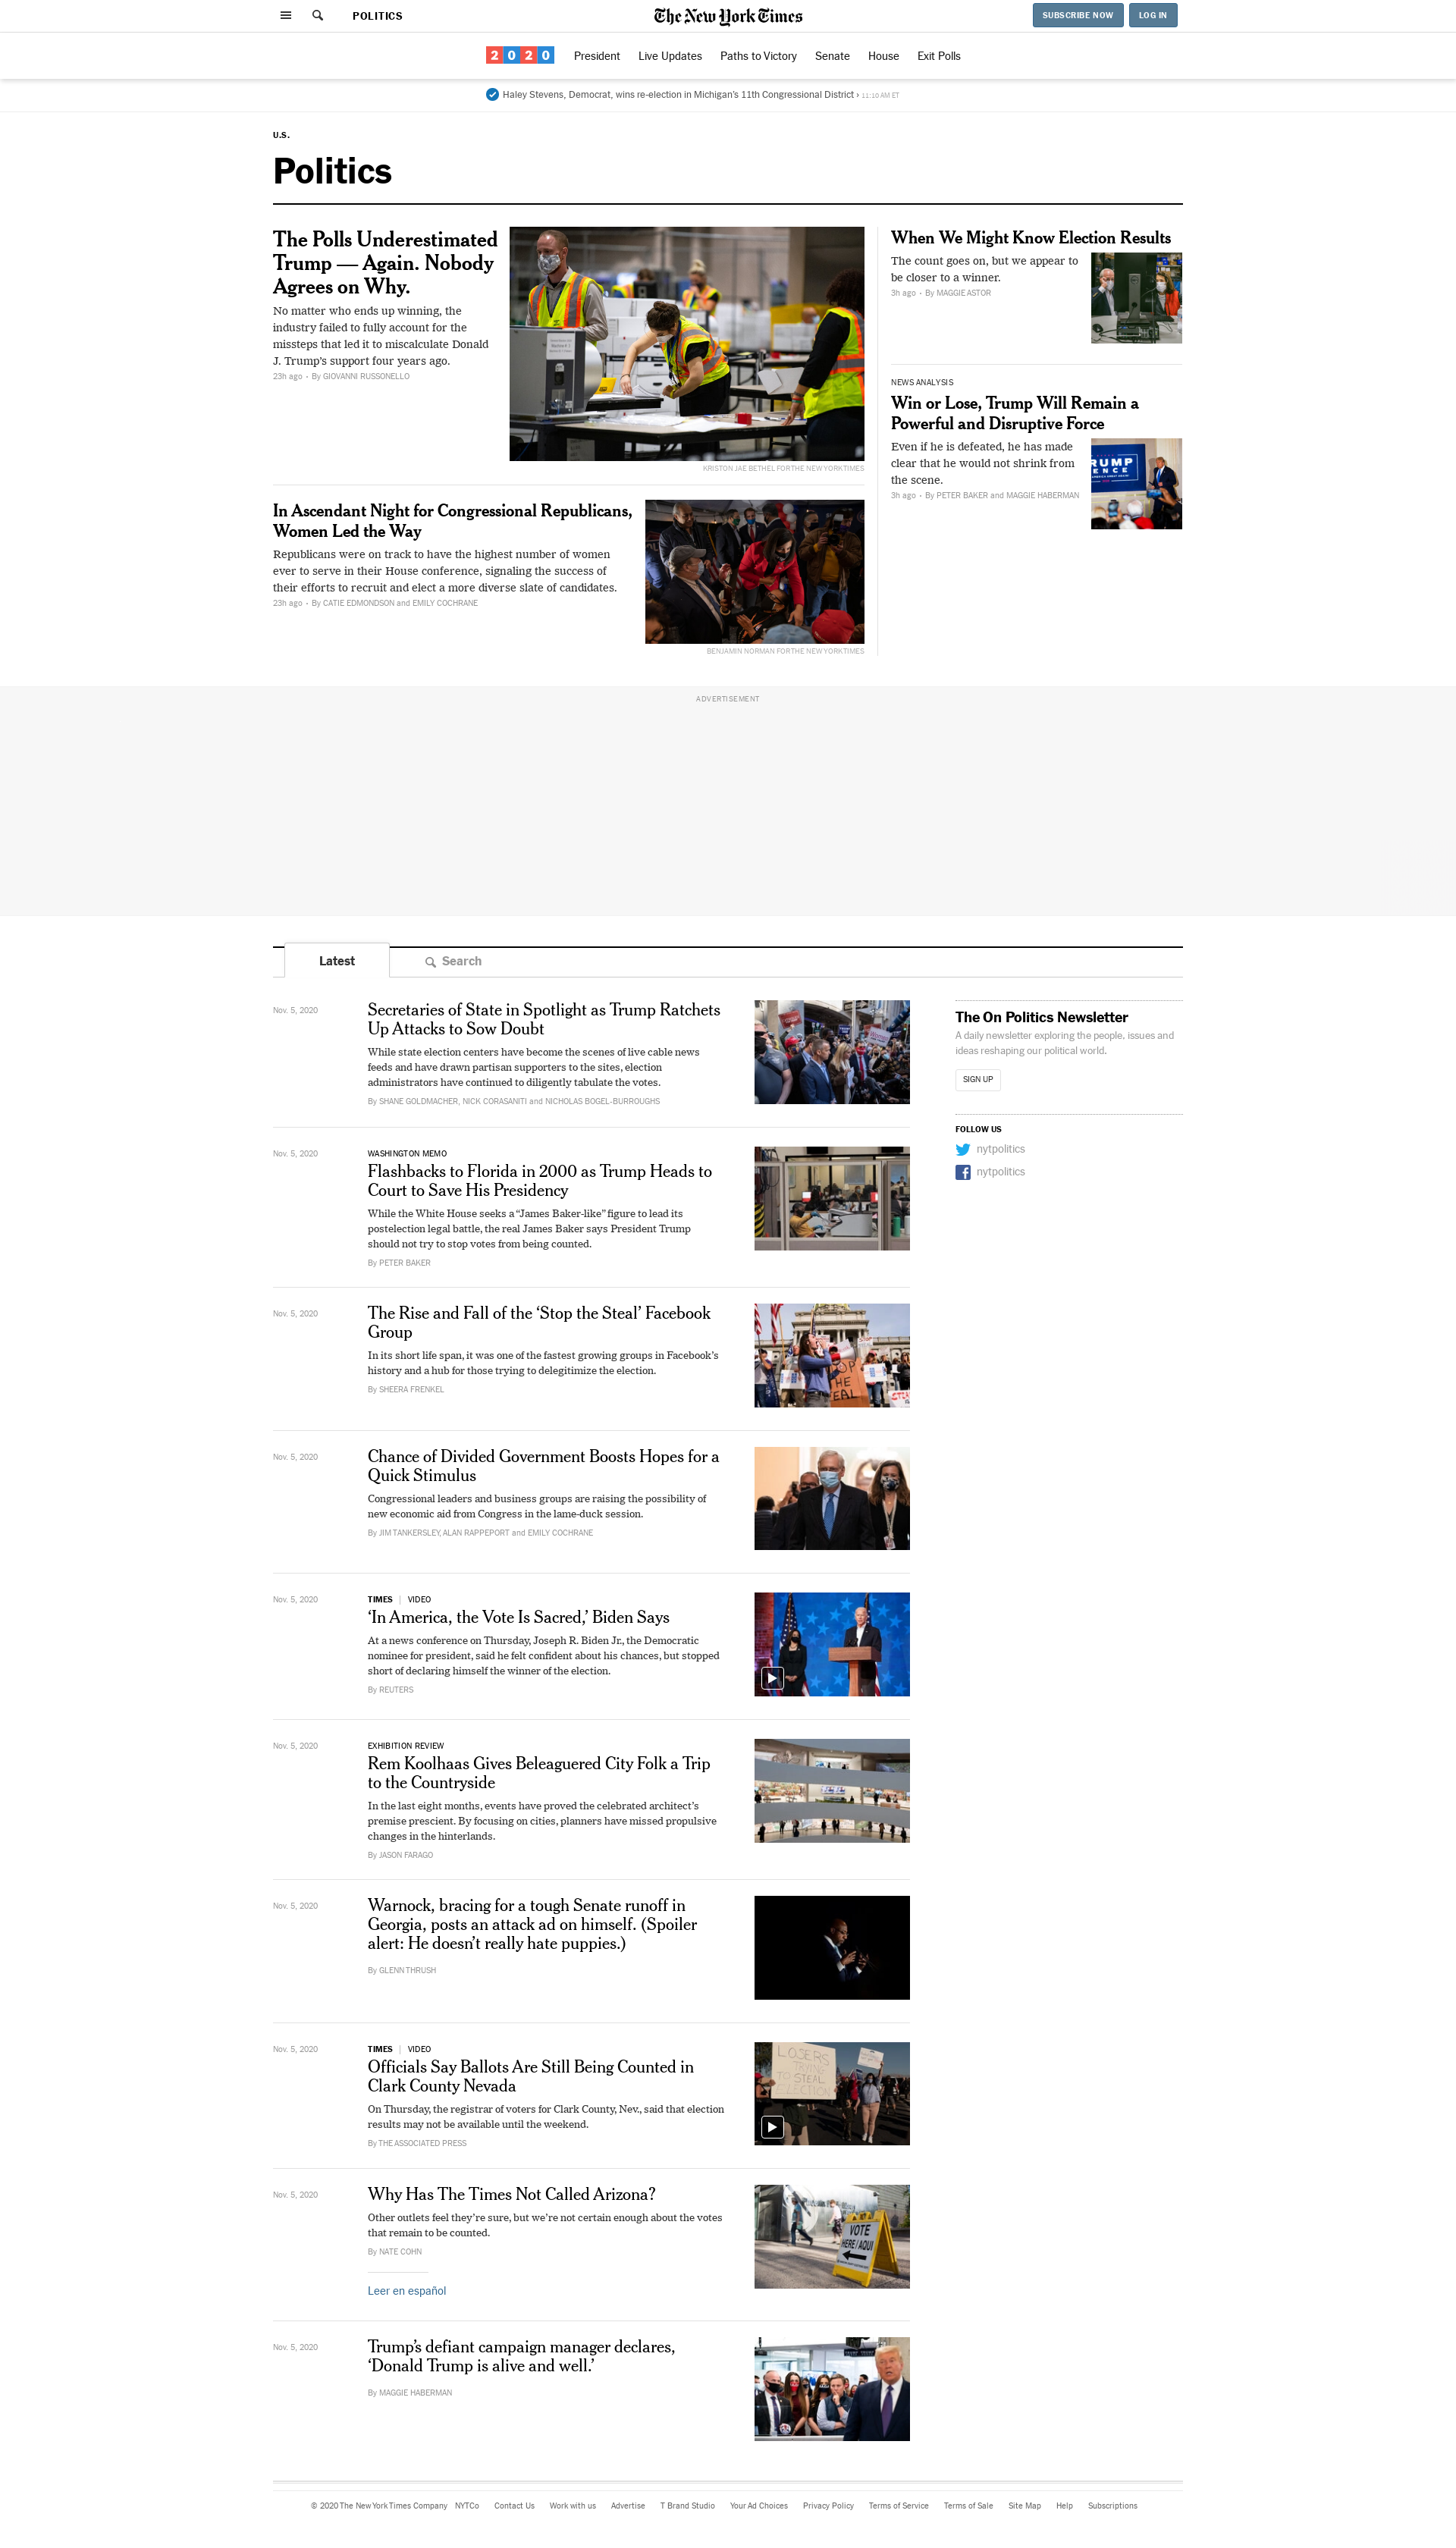 POLITICS
The New York Times
SUBSCRIBE NOW
LOG IN
2020
President
Live Updates
Paths to Victory
Senate
House
Exit Polls
Haley Stevens, Democrat, wins re-election in Michigan's 11th Congressional District › 11:10 AM ET
U.S.
Politics
The Polls Underestimated
Trump — Again. Nobody
Agrees on Why.
No matter who ends up winning, the
industry failed to fully account for the
missteps that led it to miscalculate Donald
J. Trump's support four years ago.
23h ago • By GIOVANNI RUSSONELLO
KRISTON JAE BETHEL FOR THE NEW YORK TIMES
In Ascendant Night for Congressional Republicans,
Women Led the Way
Republicans were on track to have the highest number of women
ever to serve in their House conference, signaling the success of
their efforts to recruit and elect a more diverse slate of candidates.
23h ago • By CATIE EDMONDSON and EMILY COCHRANE
BENJAMIN NORMAN FOR THE NEW YORK TIMES
When We Might Know Election Results
The count goes on, but we appear to
be closer to a winner.
3h ago • By MAGGIE ASTOR
NEWS ANALYSIS
Win or Lose, Trump Will Remain a
Powerful and Disruptive Force
Even if he is defeated, he has made
clear that he would not shrink from
the scene.
3h ago • By PETER BAKER and MAGGIE HABERMAN
RUMP
ENCE
ADVERTISEMENT
Latest
Search
Nov. 5, 2020
Secretaries of State in Spotlight as Trump Ratchets
Up Attacks to Sow Doubt
While state election centers have become the scenes of live cable news
feeds and have drawn partisan supporters to the sites, election
administrators have continued to diligently tabulate the votes.
By SHANE GOLDMACHER, NICK CORASANITI and NICHOLAS BOGEL-BURROUGHS
The On Politics Newsletter
A daily newsletter exploring the people, issues and
ideas reshaping our political world.
SIGN UP
FOLLOW US
nytpolitics
nytpolitics
Nov. 5, 2020
WASHINGTON MEMO
Flashbacks to Florida in 2000 as Trump Heads to
Court to Save His Presidency
While the White House seeks a “James Baker-like” figure to lead its
postelection legal battle, the real James Baker says President Trump
should not try to stop votes from being counted.
By PETER BAKER
Nov. 5, 2020
The Rise and Fall of the ‘Stop the Steal’ Facebook
Group
In its short life span, it was one of the fastest growing groups in Facebook’s
history and a hub for those trying to delegitimize the election.
By SHEERA FRENKEL
Nov. 5, 2020
Chance of Divided Government Boosts Hopes for a
Quick Stimulus
Congressional leaders and business groups are raising the possibility of
new economic aid from Congress in the lame-duck session.
By JIM TANKERSLEY, ALAN RAPPEPORT and EMILY COCHRANE
Nov. 5, 2020
TIMES | VIDEO
‘In America, the Vote Is Sacred,’ Biden Says
At a news conference on Thursday, Joseph R. Biden Jr., the Democratic
nominee for president, said he felt confident about his chances, but stopped
short of declaring himself the winner of the election.
By REUTERS
Nov. 5, 2020
EXHIBITION REVIEW
Rem Koolhaas Gives Beleaguered City Folk a Trip
to the Countryside
In the last eight months, events have proved the celebrated architect’s
premise prescient. By focusing on cities, planners have missed propulsive
changes in the hinterlands.
By JASON FARAGO
Nov. 5, 2020
Warnock, bracing for a tough Senate runoff in
Georgia, posts an attack ad on himself. (Spoiler
alert: He doesn’t really hate puppies.)
By GLENN THRUSH
Nov. 5, 2020
TIMES | VIDEO
Officials Say Ballots Are Still Being Counted in
Clark County Nevada
On Thursday, the registrar of voters for Clark County, Nev., said that election
results may not be available until the weekend.
By THE ASSOCIATED PRESS
LOSERS
TRYING
TO STEAL
ELECTION
Nov. 5, 2020
Why Has The Times Not Called Arizona?
Other outlets feel they’re sure, but we’re not certain enough about the votes
that remain to be counted.
By NATE COHN
Leer en español
VOTE
HERE/AQUI
Nov. 5, 2020
Trump’s defiant campaign manager declares,
‘Donald Trump is alive and well.’
By MAGGIE HABERMAN
© 2020 The New York Times Company
NYTCo
Contact Us
Work with us
Advertise
T Brand Studio
Your Ad Choices
Privacy Policy
Terms of Service
Terms of Sale
Site Map
Help
Subscriptions